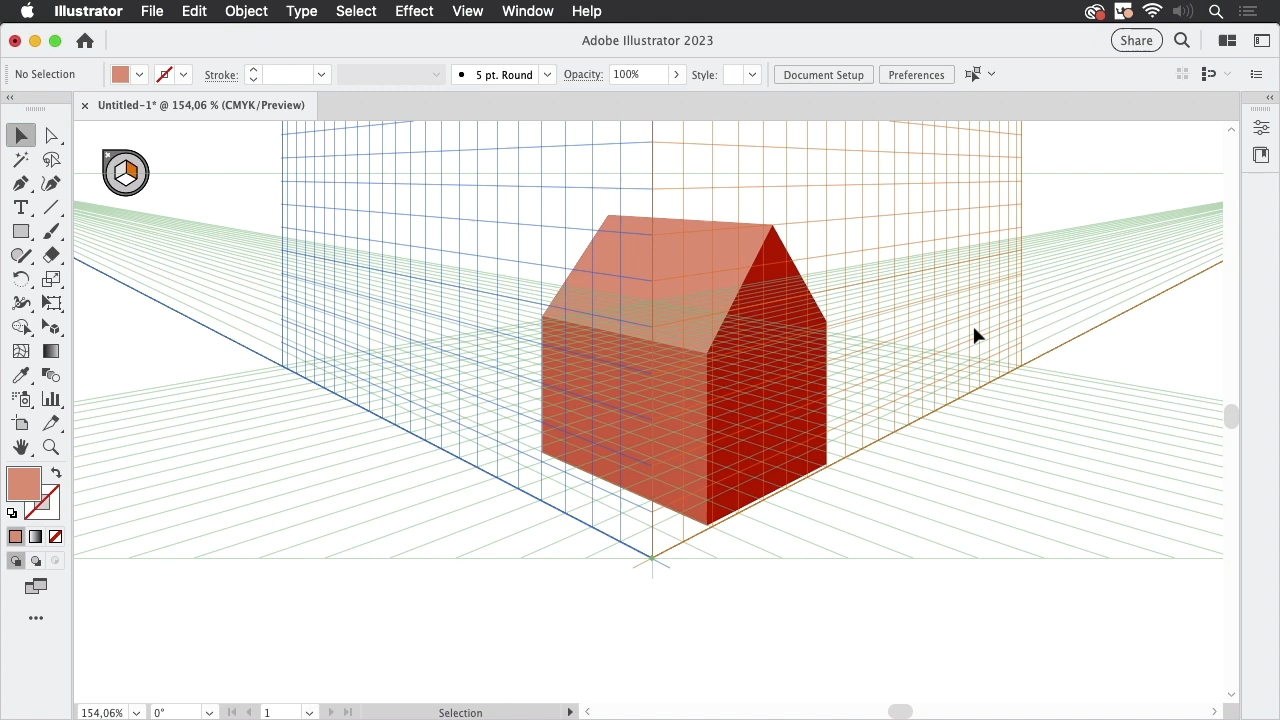 Illustrator File Edit Object Type Select Effect View Window Help
Adobe Illustrator 2023
Share
No Selection
Stroke:
5 pt. Round
Opacity:
100%
Style:
Document Setup
Preferences
× Untitled-1* @ 154,06 % (CMYK/Preview)
154,06%
0°
1
Selection